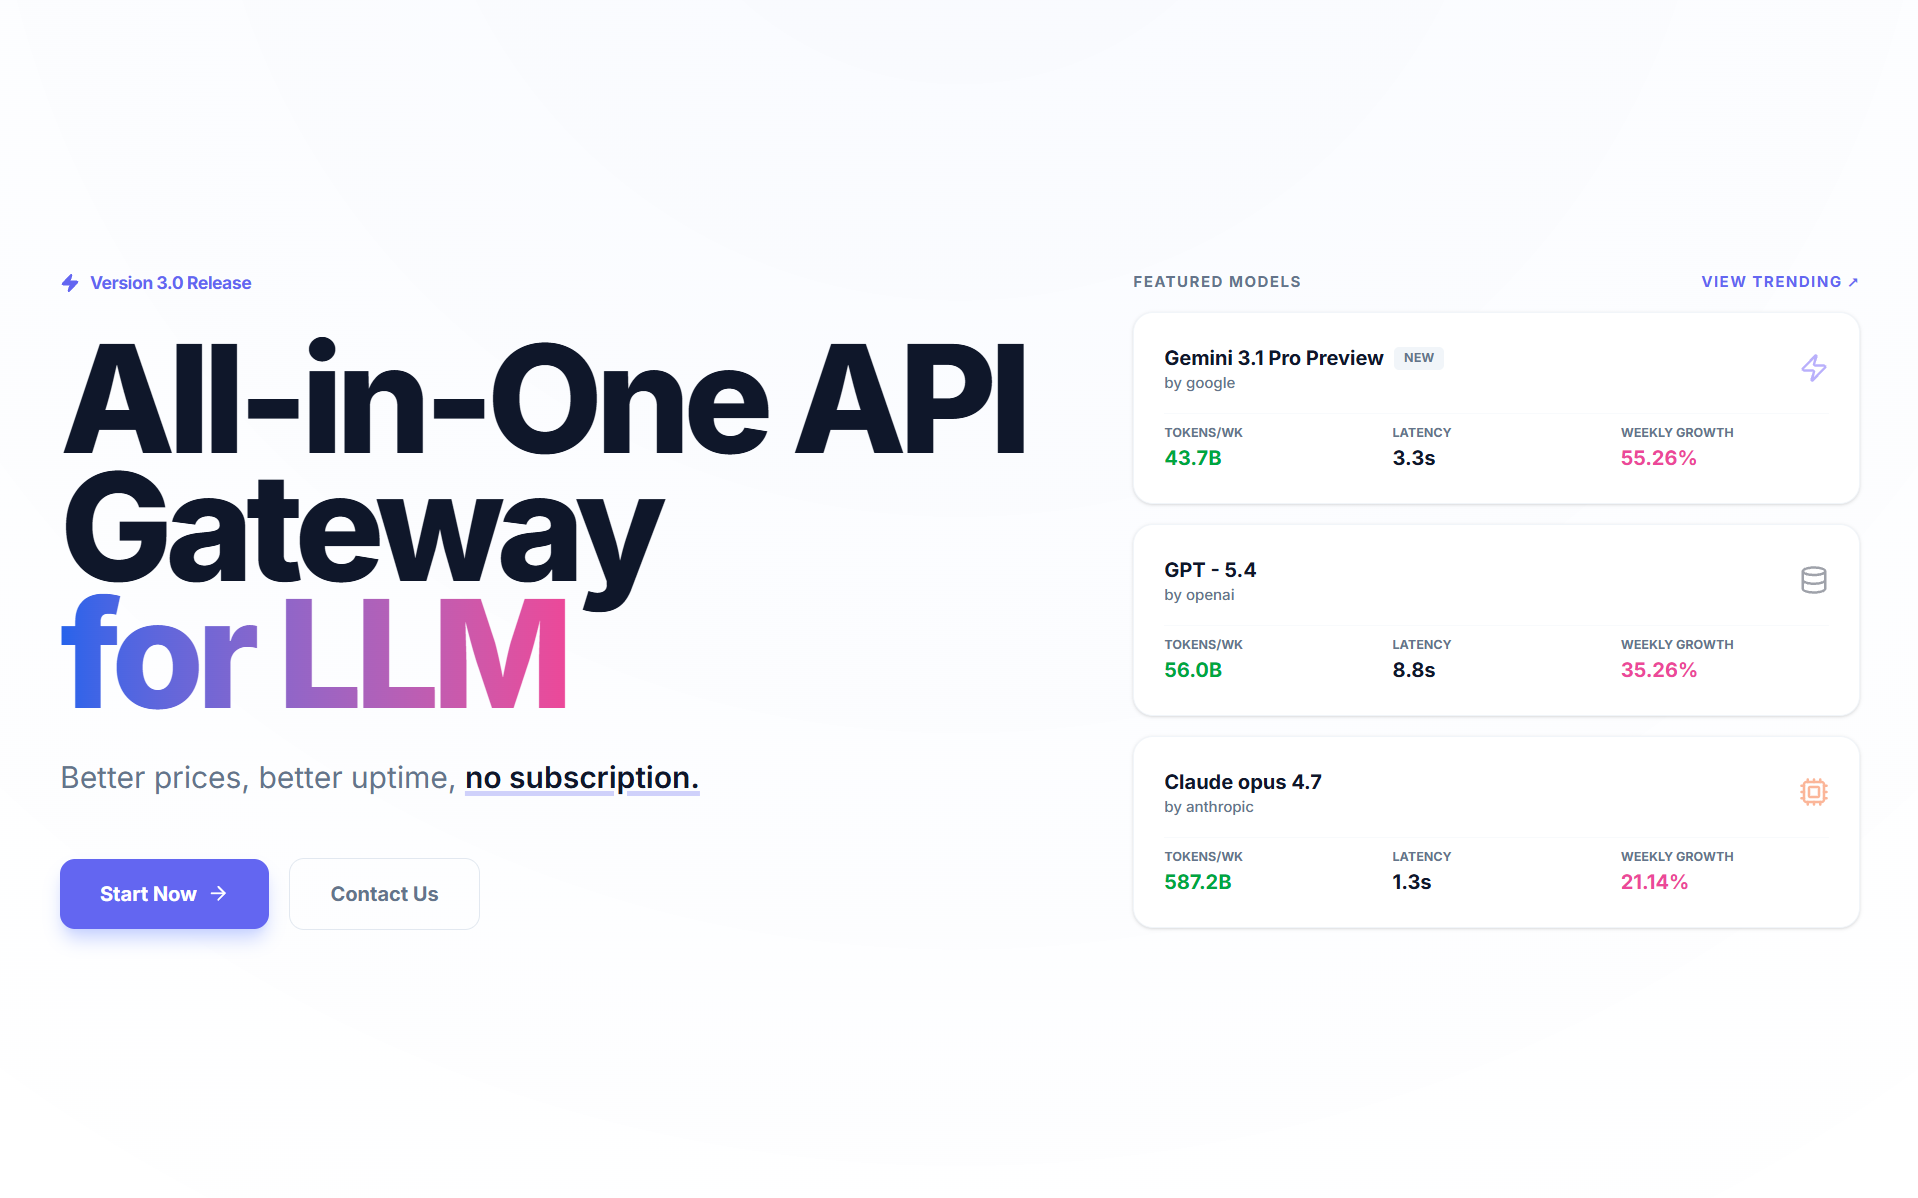 Version 3.0 Release
All-in-One API
Gateway
for LLM
Better prices, better uptime, no subscription.
Start Now →
Contact Us
FEATURED MODELS
VIEW TRENDING ↗
Gemini 3.1 Pro Preview NEW
by google
TOKENS/WK LATENCY WEEKLY GROWTH
43.7B 3.3s 55.26%
GPT - 5.4
by openai
TOKENS/WK LATENCY WEEKLY GROWTH
56.0B 8.8s 35.26%
Claude opus 4.7
by anthropic
TOKENS/WK LATENCY WEEKLY GROWTH
587.2B 1.3s 21.14%